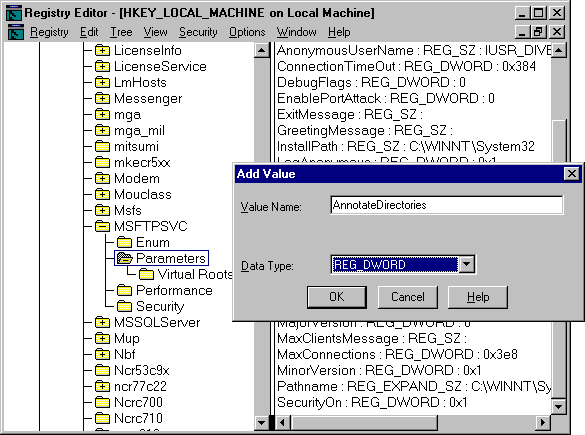 Registry Editor - [HKEY_LOCAL_MACHINE on Local Machine]
Registry Edit Tree View Security Options Window Help
LicenseInfo
LicenseService
LmHosts
Messenger
mga
mga_mil
mitsumi
mkecr5xx
Modem
Mouclass
Msfs
MSFTPSVC
Enum
Parameters
Virtual Roots
Performance
Security
MSSQLServer
Mup
Nbf
Ncr53c9x
ncr77c22
Ncrc700
Ncrc710
AnonymousUserName : REG_SZ : IUSR_DIVE
ConnectionTimeOut : REG_DWORD : 0x384
DebugFlags : REG_DWORD : 0
EnablePortAttack : REG_DWORD : 0
ExitMessage : REG_SZ :
GreetingMessage : REG_SZ :
InstallPath : REG_SZ : C:\WINNT\System32
LogAnonymous : REG_DWORD : 0x1
Add Value
Value Name:
AnnotateDirectories
Data Type:
REG_DWORD
OK
Cancel
Help
MajorVersion : REG_DWORD : 0x2
MaxClientsMessage : REG_SZ :
MaxConnections : REG_DWORD : 0x3e8
MinorVersion : REG_DWORD : 0x1
Pathname : REG_EXPAND_SZ : C:\WINNT\Sy
SecurityOn : REG_DWORD : 0x1